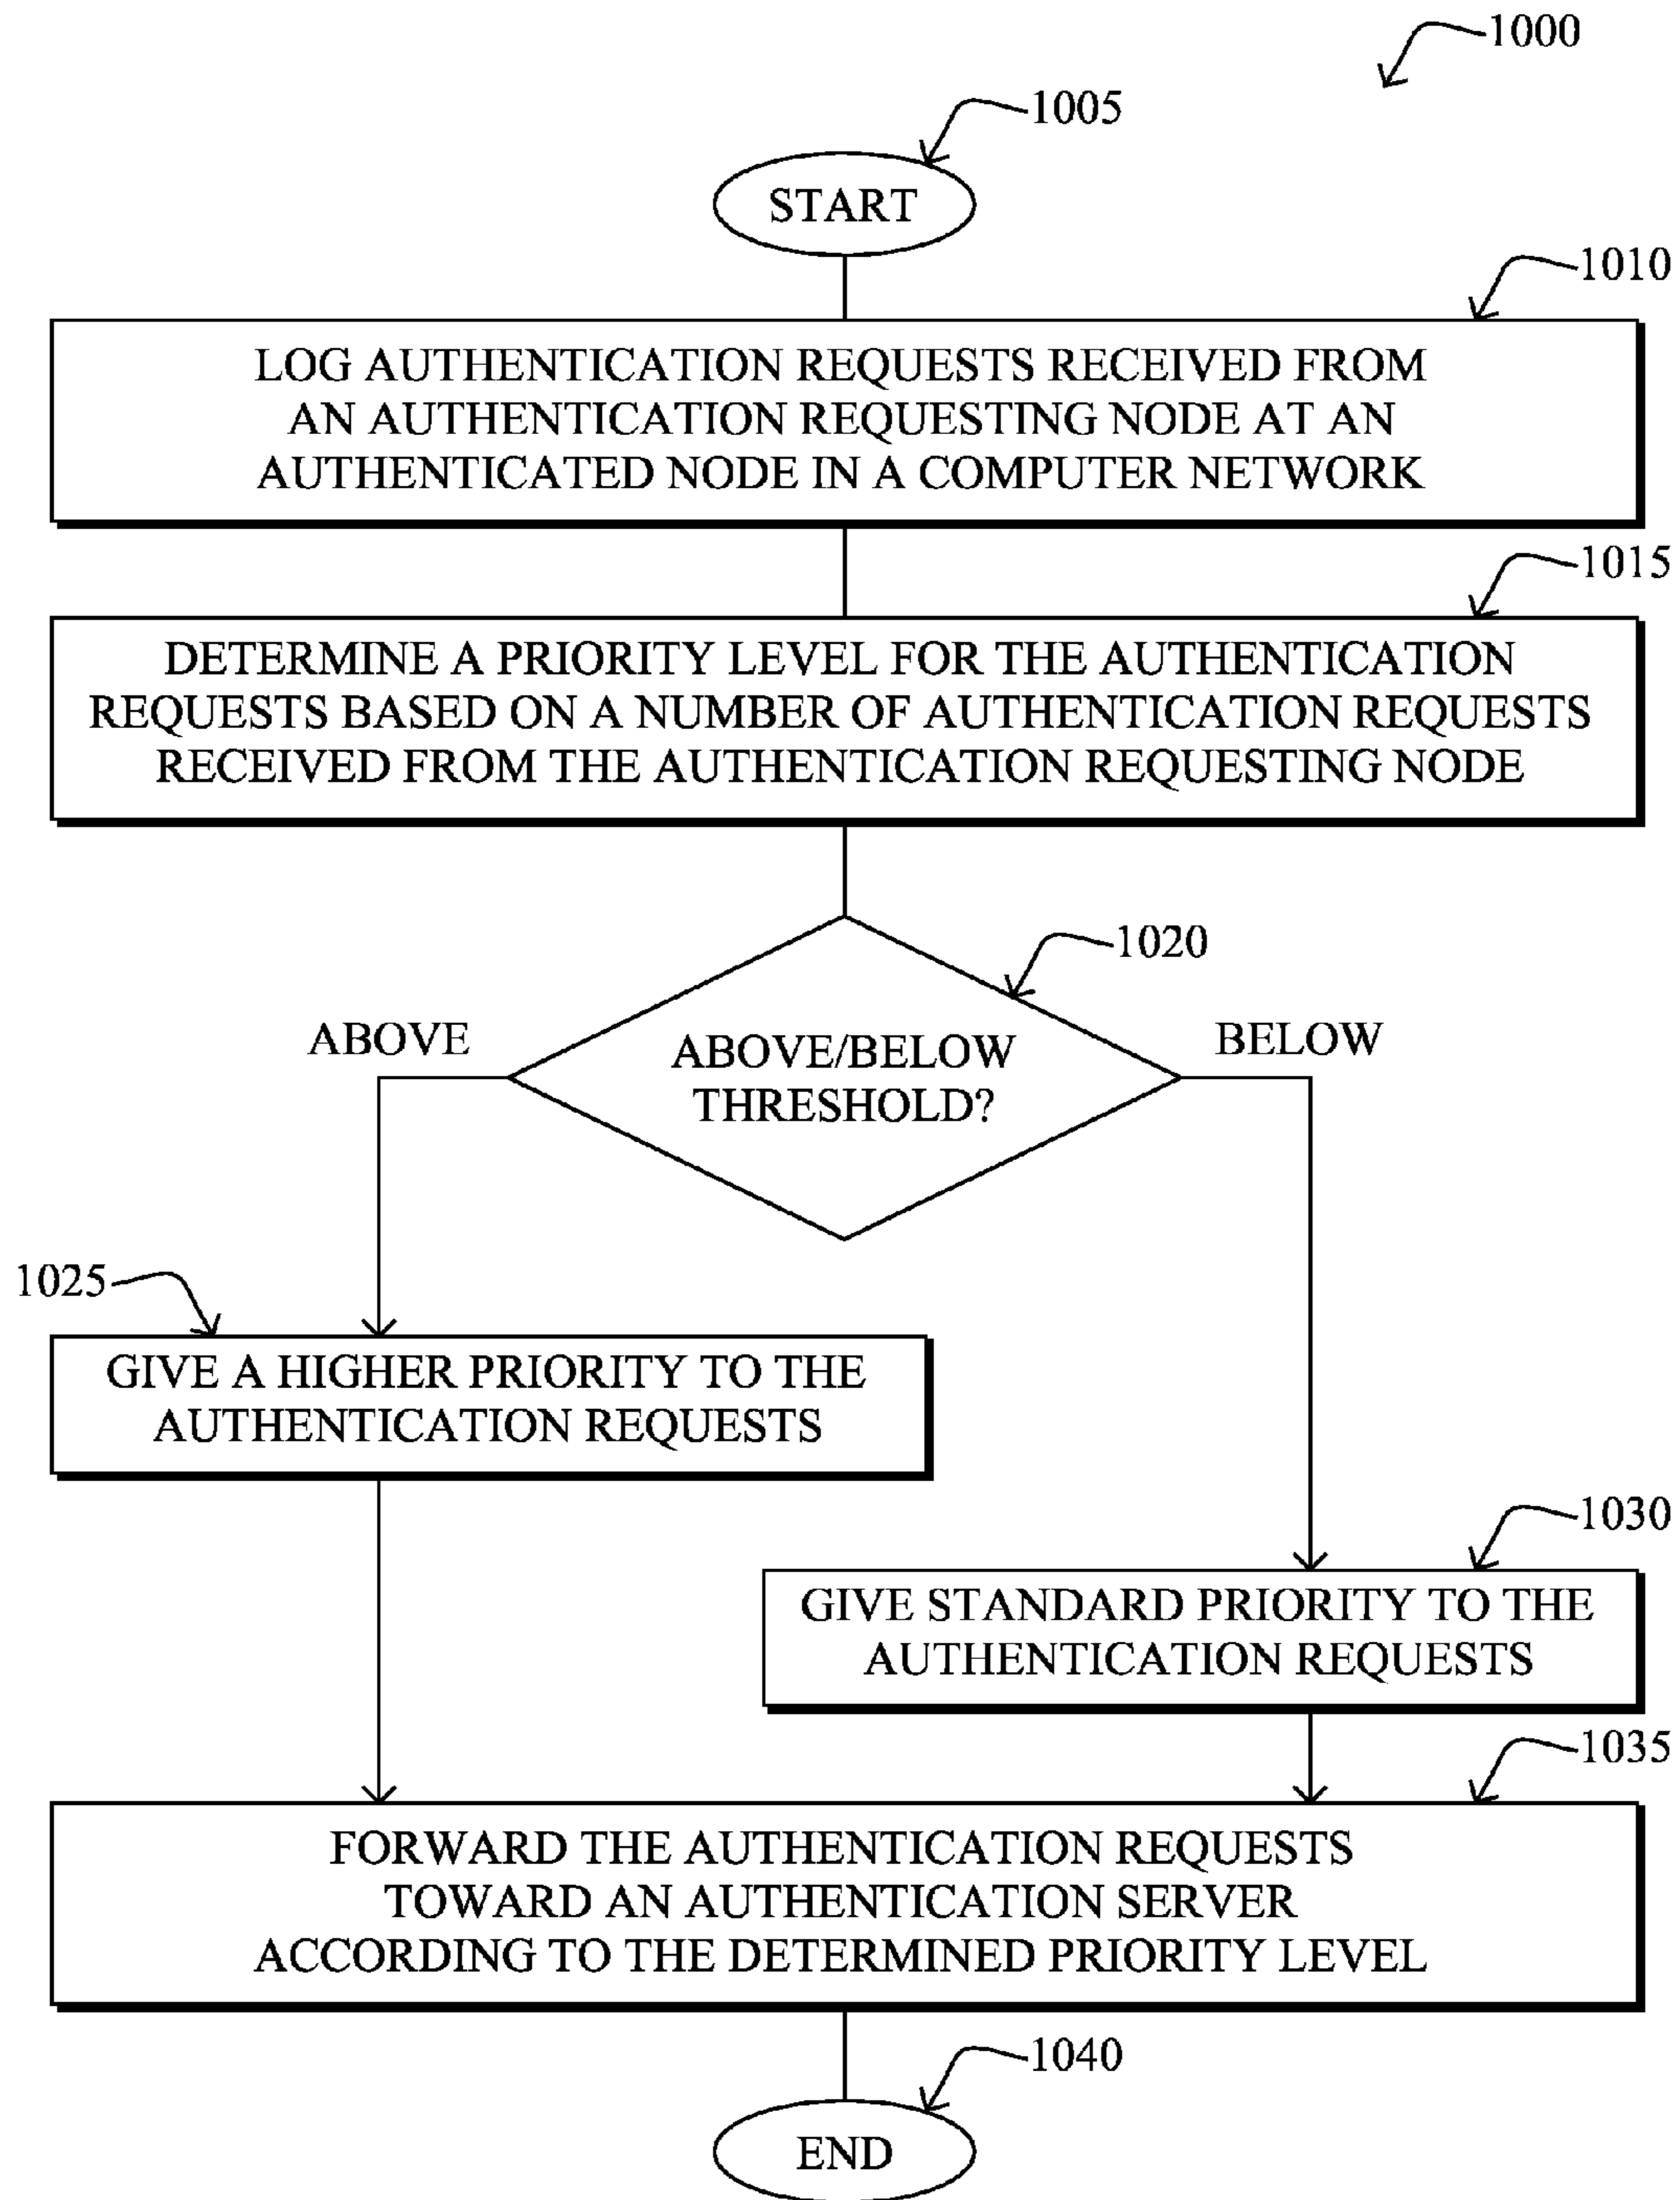 1000
1005
START
1010
LOG AUTHENTICATION REQUESTS RECEIVED FROM
AN AUTHENTICATION REQUESTING NODE AT AN
AUTHENTICATED NODE IN A COMPUTER NETWORK
1015
DETERMINE A PRIORITY LEVEL FOR THE AUTHENTICATION
REQUESTS BASED ON A NUMBER OF AUTHENTICATION REQUESTS
RECEIVED FROM THE AUTHENTICATION REQUESTING NODE
1020
ABOVE
ABOVE/BELOW
THRESHOLD?
BELOW
1025
GIVE A HIGHER PRIORITY TO THE
AUTHENTICATION REQUESTS
1030
GIVE STANDARD PRIORITY TO THE
AUTHENTICATION REQUESTS
1035
FORWARD THE AUTHENTICATION REQUESTS
TOWARD AN AUTHENTICATION SERVER
ACCORDING TO THE DETERMINED PRIORITY LEVEL
1040
END